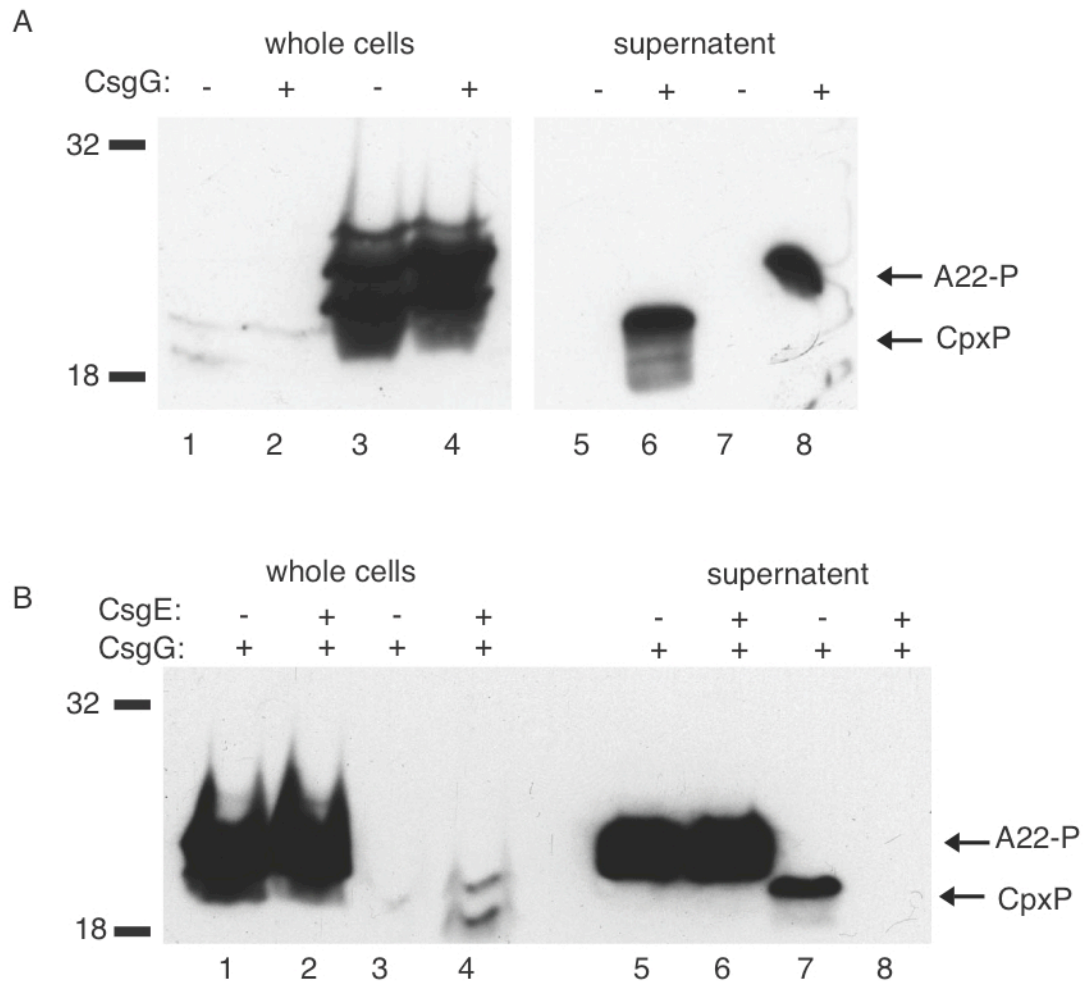 A
whole cells supernatent
CsgG: - + - + - + - +
32
A22-P
CpxP
18
1 2 3 4 5 6 7 8
B
whole cells supernatent
CsgE: - + - + - + - +
CsgG: + + + + + + + +
32
A22-P
CpxP
18
1 2 3 4 5 6 7 8